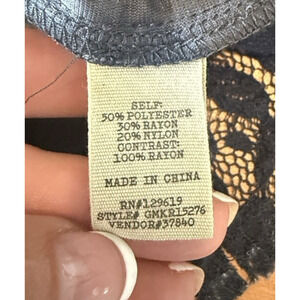 SELF:
50% POLYESTER
30% RAYON
20% NYLON
CONTRAST:
100% RAYON
MADE IN CHINA
RN#129619
STYLE# GMKR15276
VENDOR#37840